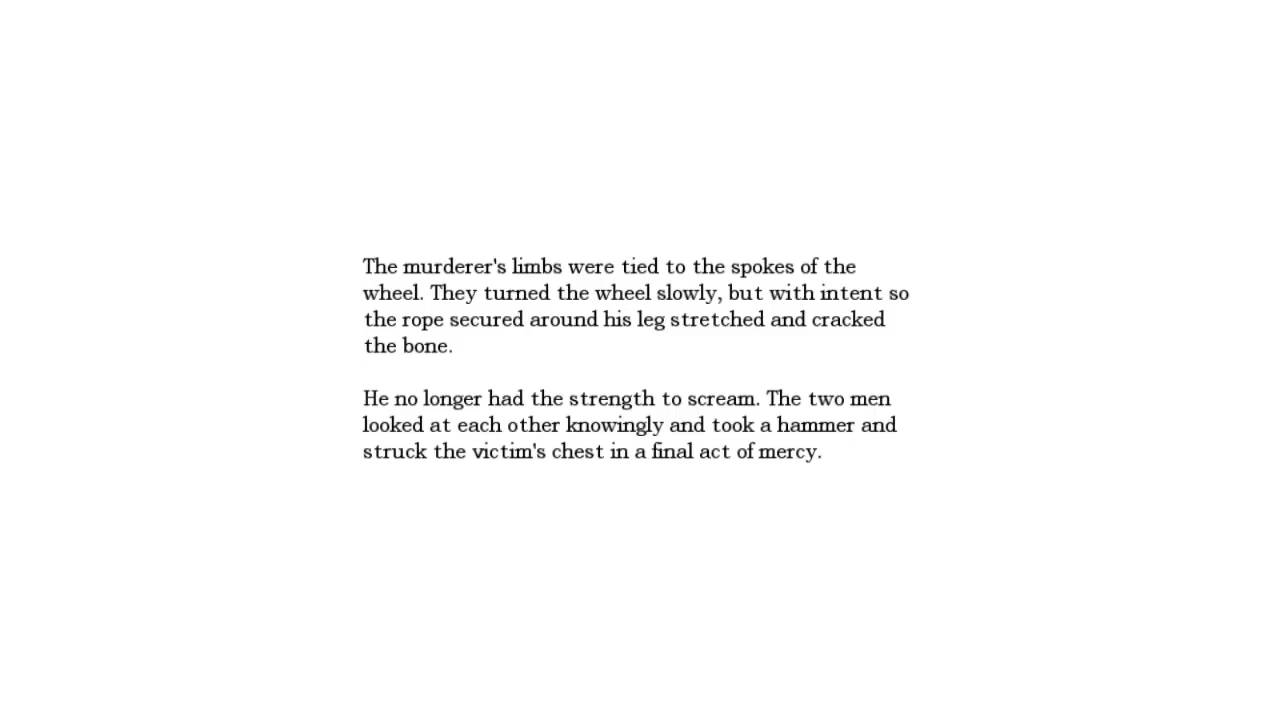 The murderer's limbs were tied to the spokes of the
wheel. They turned the wheel slowly, but with intent so
the rope secured around his leg stretched and cracked
the bone.
He no longer had the strength to scream. The two men
looked at each other knowingly and took a hammer and
struck the victim's chest in a final act of mercy.